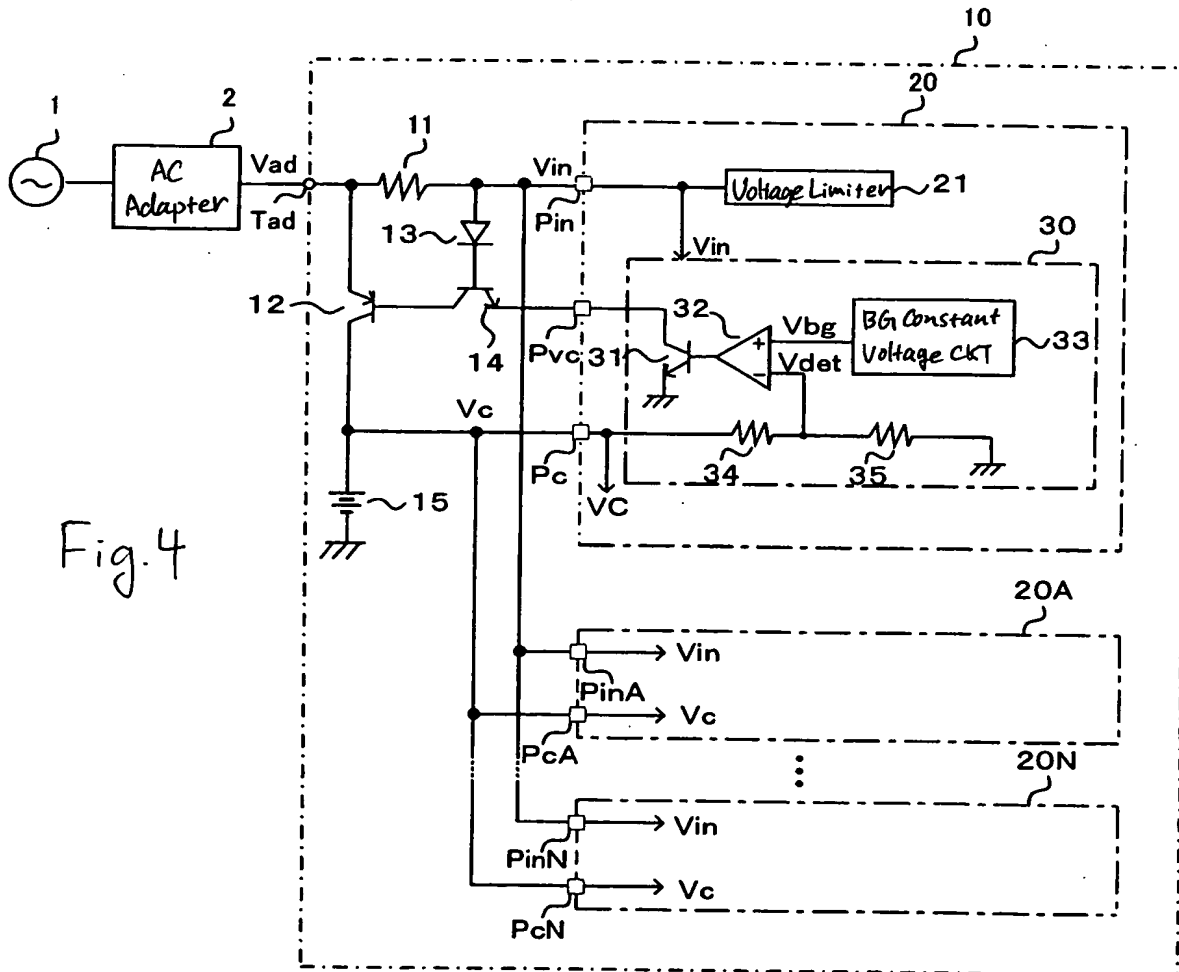 10
20
1
2
AC
Adapter
Vad
Tad
11
Vin
Pin
Voltage Limiter
21
13
Vin
30
12
14
Pvc
31
32
Vbg
Vdet
+
−
BG Constant
Voltage CKT
33
Vc
Pc
VC
34
35
15
Fig.4
20A
PinA
Vin
PcA
Vc
20N
PinN
Vin
PcN
Vc